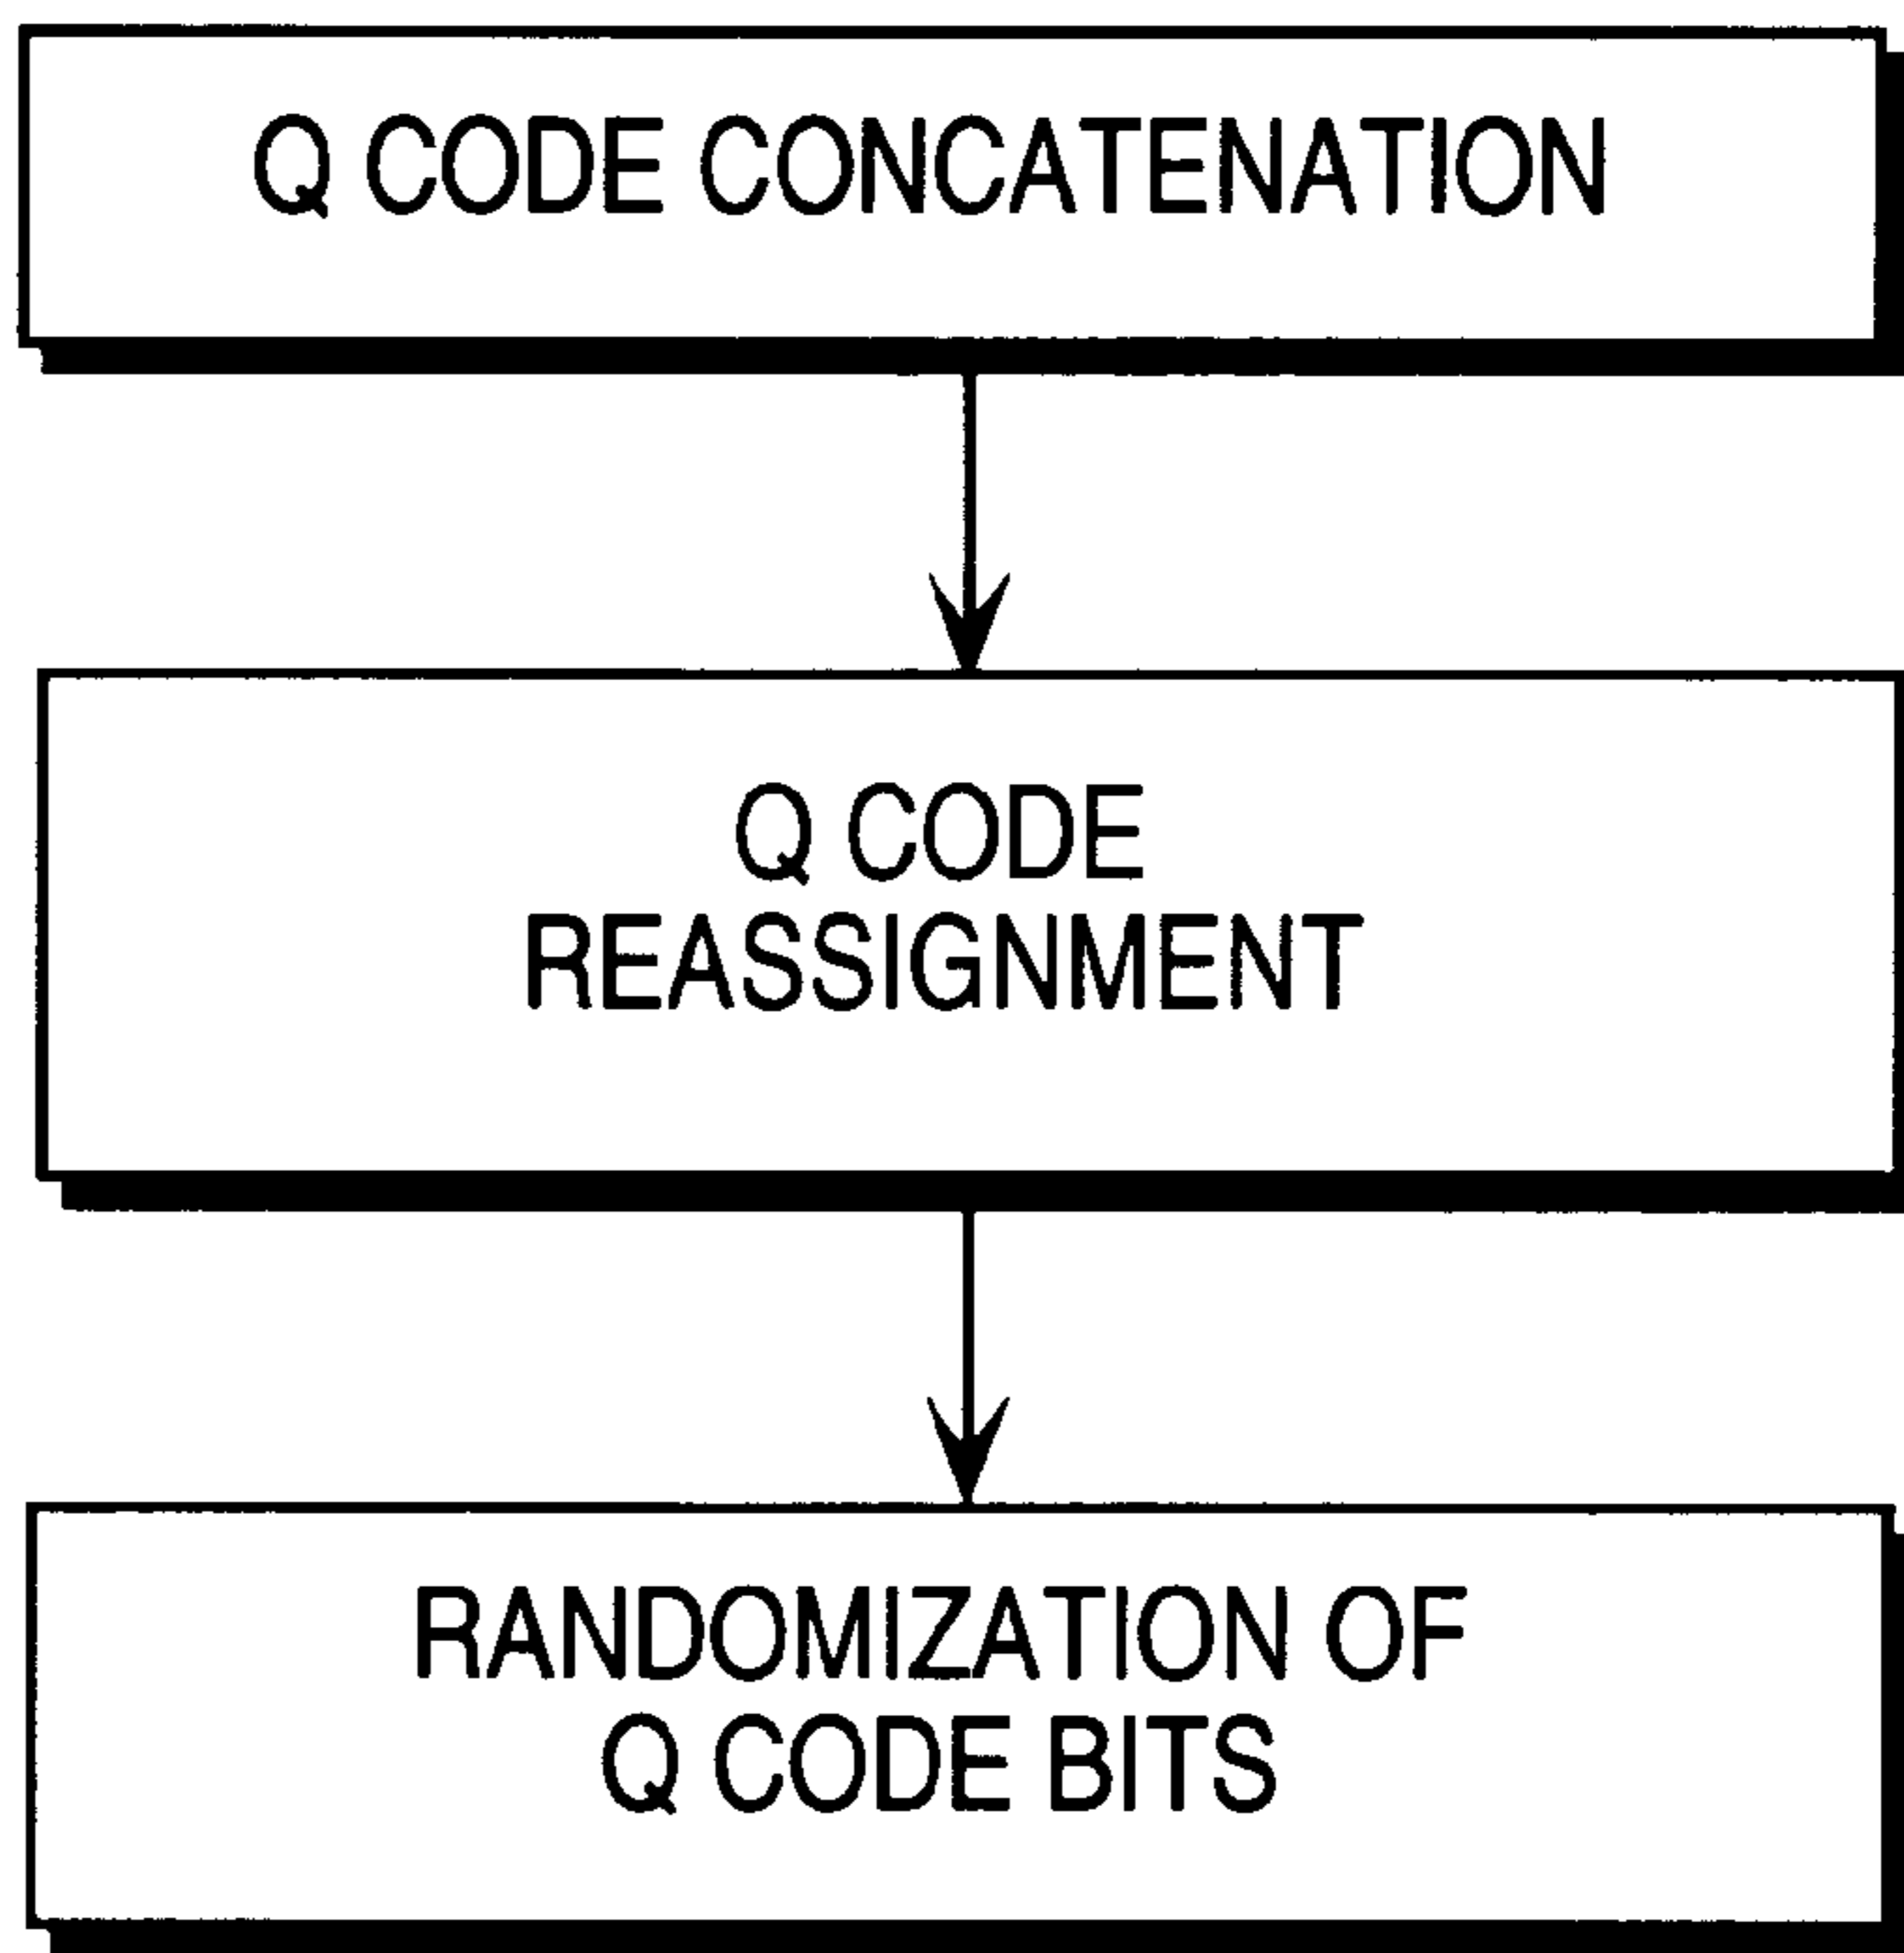 Q CODE CONCATENATION
Q CODE
REASSIGNMENT
RANDOMIZATION OF
Q CODE BITS